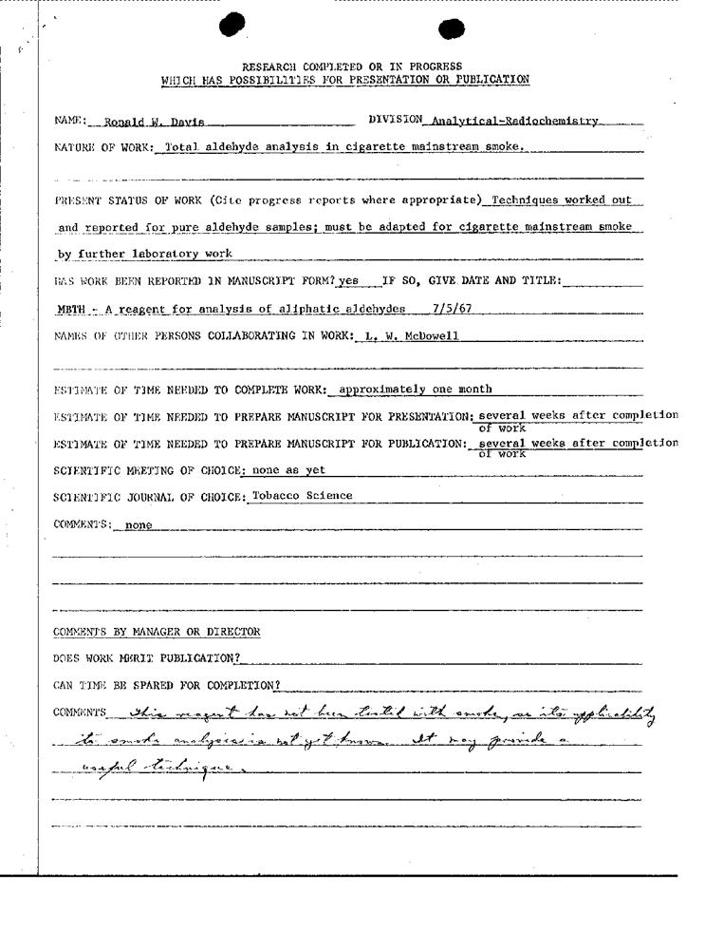 RESEARCH COMPLETED OR IN PROGRESS
WHICH HAS POSSIBILITIES FOR PRESENTATION OR PUBLICATION
NAME: Ronald W. Davis DIVISION Analytical-Radiochemistry
NATURE OF WORK: Total aldehyde analysis in cigarette mainstream smoke.
PRESENT STATUS OF WORK (Cite progress reports where appropriate) Techniques worked out
and reported for pure aldehyde samples; must be adapted for cigarette mainstream smoke
by further laboratory work
HAS WORK BEEN REPORTED IN MANUSCRIPT FORM? yes IF SO, GIVE DATE AND TITLE:
MBTH - A reagent for analysis of aliphatic aldehydes 7/5/67
NAMES OF OTHER PERSONS COLLABORATING IN WORK: L. W. McDowell
ESTIMATE OF TIME NEEDED TO COMPLETE WORK: approximately one month
ESTIMATE OF TIME NEEDED TO PREPARE MANUSCRIPT FOR PRESENTATION: several weeks after completion
of work
ESTIMATE OF TIME NEEDED TO PREPARE MANUSCRIPT FOR PUBLICATION: several weeks after completion
of work
SCIENTIFIC MEETING OF CHOICE: none as yet
SCIENTIFIC JOURNAL OF CHOICE: Tobacco Science
COMMENTS: none
COMMENTS BY MANAGER OR DIRECTOR
DOES WORK MERIT PUBLICATION?
CAN TIME BE SPARED FOR COMPLETION?
COMMENTS This reagent has not been tested with smoke, so its applicability
to smoke analysis is not yet known. It may provide a
useful technique.